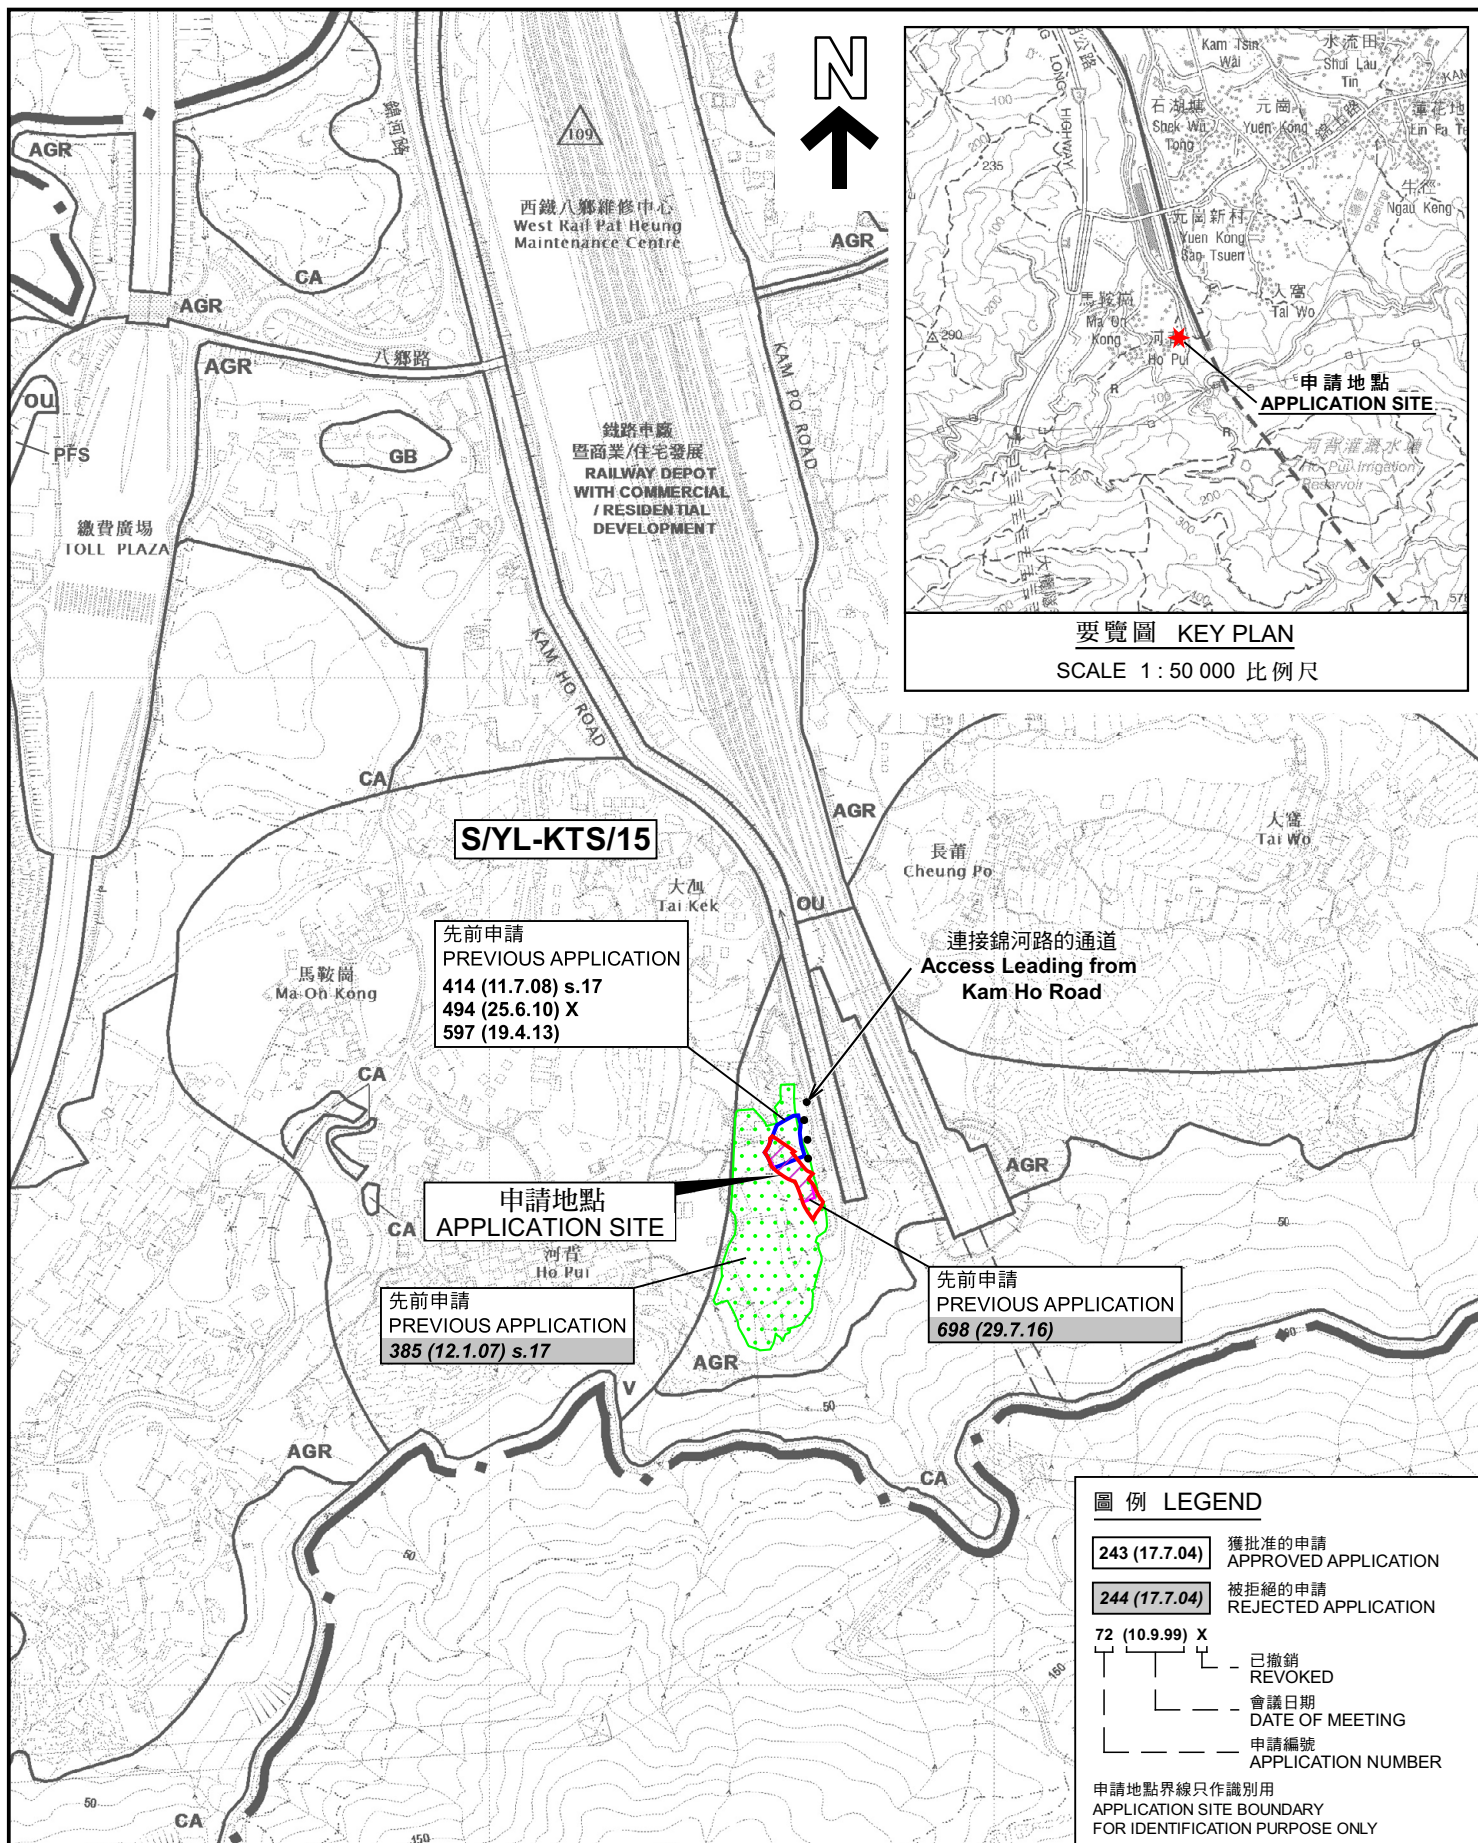 N
水流田
Kam Tsin
Wai
Shui Lau
Tin
LONG
HIGHWAY
石湖塘
Shek Wu
Tong
元崗
Yuen Kong
蓮花地
235
100
牛徑
Ngau Keng
元崗新村
Yuen Kong
San Tsuen
馬鞍崗
Ma On
Kong
Tai Wo
290
Ho Pui
申請地點
APPLICATION SITE
河背灌溉水塘
Ho Pui Irrigation
Reservoir
200
300
400
要覽圖 KEY PLAN
SCALE 1 : 50 000 比例尺
錦河路
109
西鐵八鄉維修中心
West Rail Pat Heung
Maintenance Centre
AGR
AGR
CA
AGR
八鄉路
AGR
OU
PFS
GB
KAM PO ROAD
鐵路車廠
暨商業/住宅發展
RAILWAY DEPOT
WITH COMMERCIAL
/ RESIDENTIAL
DEVELOPMENT
繳費廣場
TOLL PLAZA
KAM HO ROAD
CA
AGR
S/YL-KTS/15
Tai Wo
長莆
Cheung Po
Tai Kek
OU
先前申請
PREVIOUS APPLICATION
414 (11.7.08) s.17
494 (25.6.10) X
597 (19.4.13)
連接錦河路的通道
Access Leading from
Kam Ho Road
馬鞍崗
Ma On Kong
CA
AGR
申請地點
APPLICATION SITE
CA
河背
Ho Pui
50
先前申請
PREVIOUS APPLICATION
385 (12.1.07) s.17
先前申請
PREVIOUS APPLICATION
698 (29.7.16)
AGR
V
50
AGR
CA
50
150
50
CA
圖 例 LEGEND
243 (17.7.04) 獲批准的申請
APPROVED APPLICATION
244 (17.7.04) 被拒絕的申請
REJECTED APPLICATION
72 (10.9.99) X
已撤銷
REVOKED
會議日期
DATE OF MEETING
申請編號
APPLICATION NUMBER
申請地點界線只作識別用
APPLICATION SITE BOUNDARY
FOR IDENTIFICATION PURPOSE ONLY